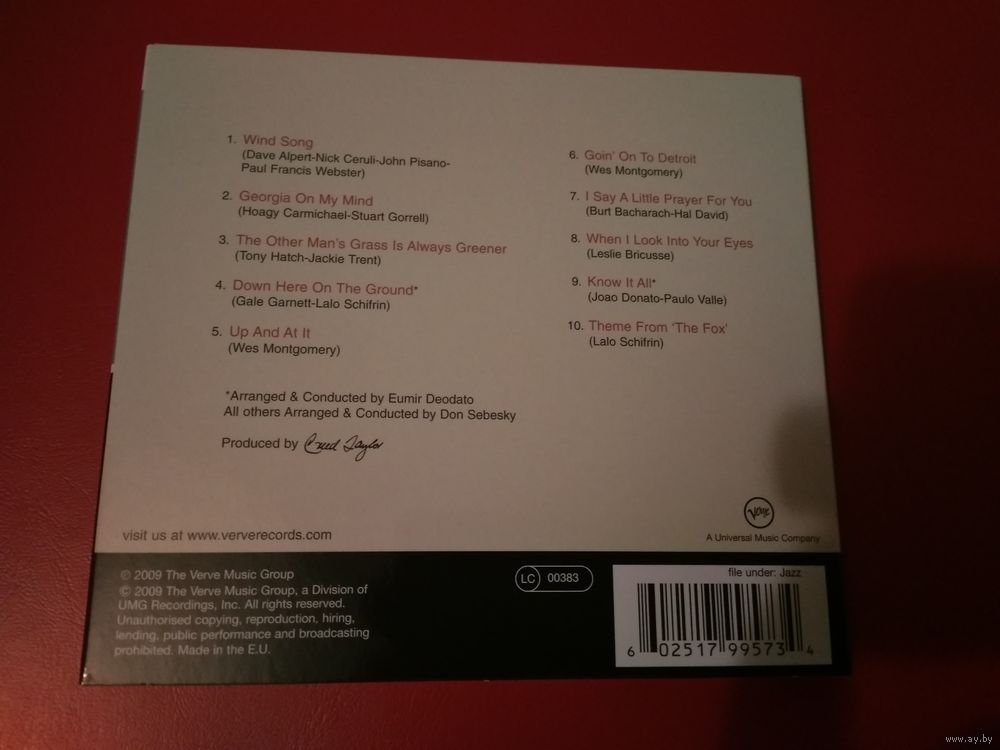 1. Wind Song
(Dave Alpert-Nick Ceruli-John Pisano-
Paul Francis Webster)
2. Georgia On My Mind
(Hoagy Carmichael-Stuart Gorrell)
3. The Other Man's Grass Is Always Greener
(Tony Hatch-Jackie Trent)
4. Down Here On The Ground*
(Gale Garnett-Lalo Schifrin)
5. Up And At It
(Wes Montgomery)
6. Goin' On To Detroit
(Wes Montgomery)
7. I Say A Little Prayer For You
(Burt Bacharach-Hal David)
8. When I Look Into Your Eyes
(Leslie Bricusse)
9. Know It All*
(Joao Donato-Paulo Valle)
10. Theme From 'The Fox'
(Lalo Schifrin)
*Arranged & Conducted by Eumir Deodato
All others Arranged & Conducted by Don Sebesky
Produced by Creed Taylor
visit us at www.ververecords.com
Verve
A Universal Music Company
℗ 2009 The Verve Music Group
© 2009 The Verve Music Group, a Division of
UMG Recordings, Inc. All rights reserved.
Unauthorised copying, reproduction, hiring,
lending, public performance and broadcasting
prohibited. Made in the E.U.
LC 00383
file under: Jazz
6 02517 99573 4
www.ay.by